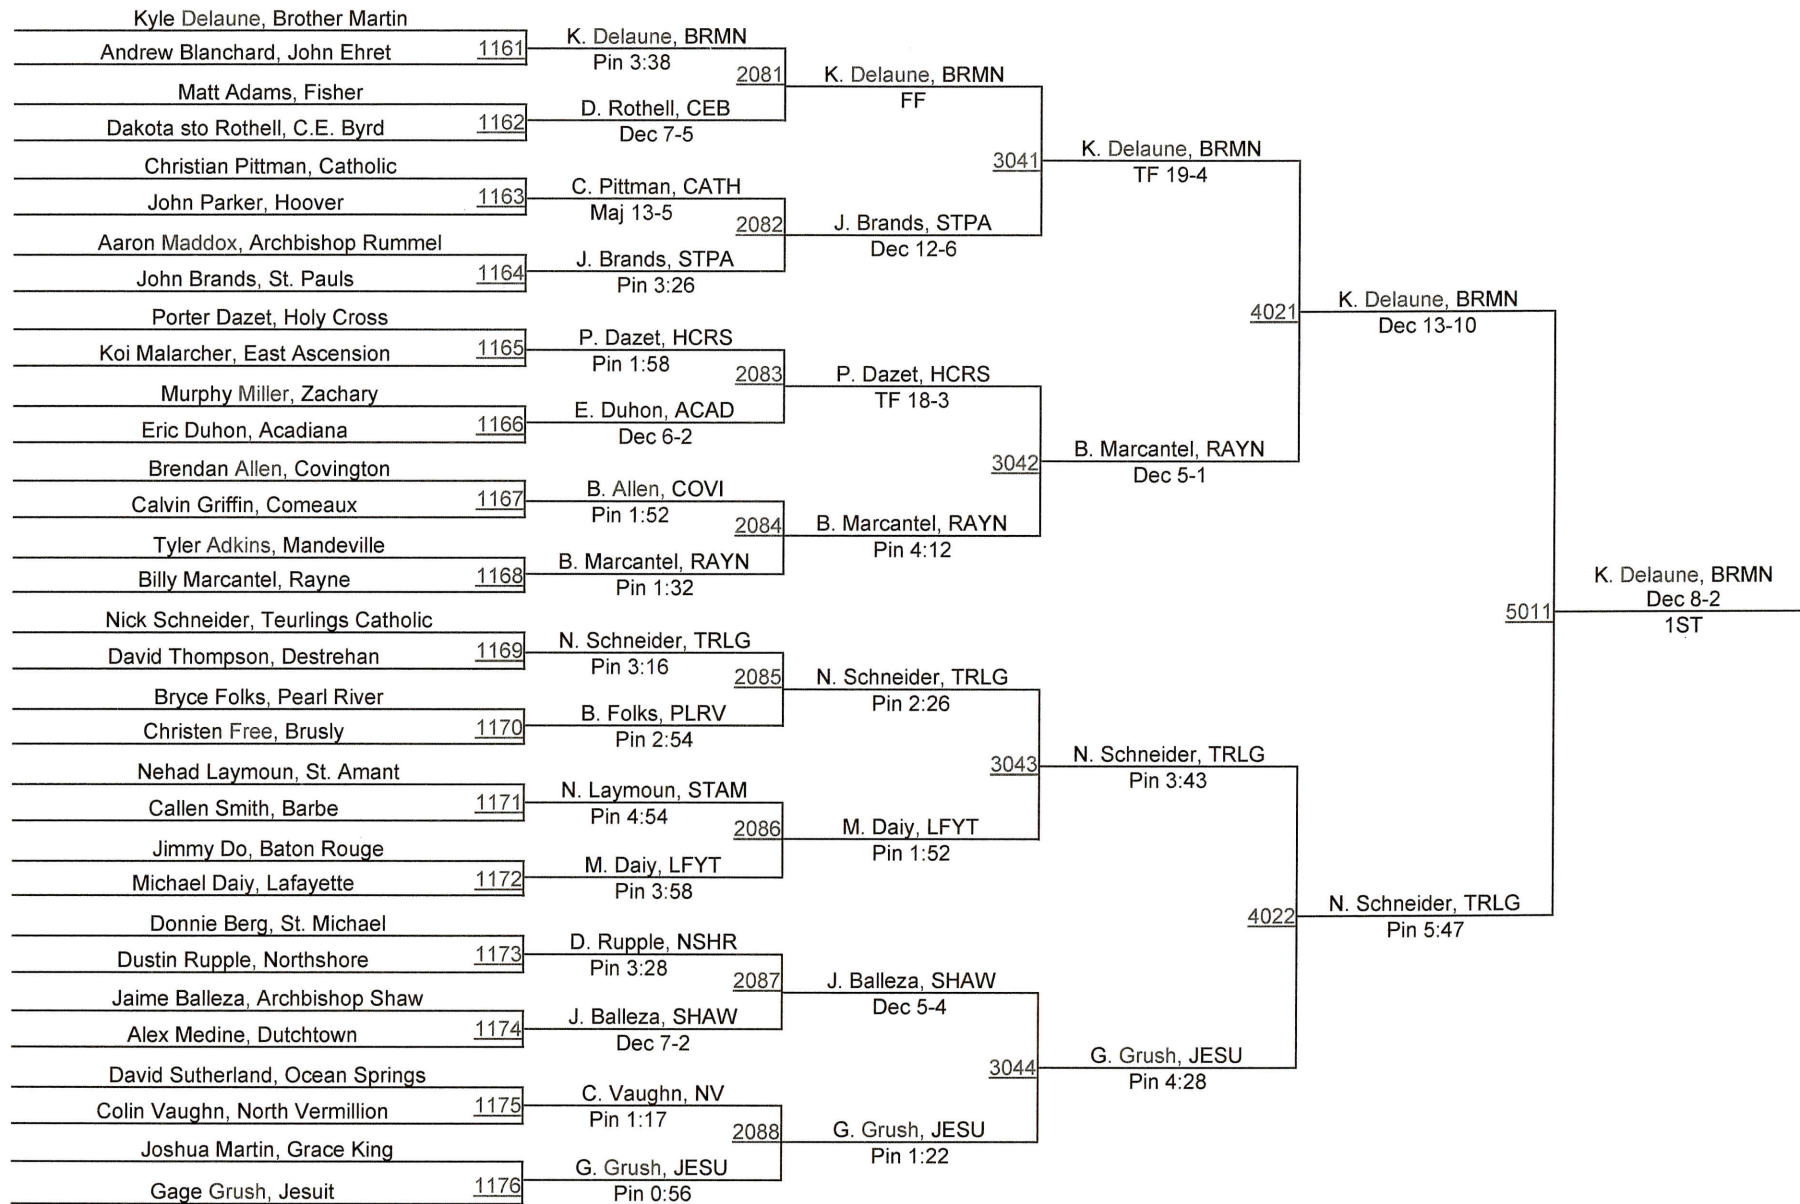 Kyle Delaune, Brother Martin
Andrew Blanchard, John Ehret
1161
Matt Adams, Fisher
Dakota sto Rothell, C.E. Byrd
1162
Christian Pittman, Catholic
John Parker, Hoover
1163
Aaron Maddox, Archbishop Rummel
John Brands, St. Pauls
1164
Porter Dazet, Holy Cross
Koi Malarcher, East Ascension
1165
Murphy Miller, Zachary
Eric Duhon, Acadiana
1166
Brendan Allen, Covington
Calvin Griffin, Comeaux
1167
Tyler Adkins, Mandeville
Billy Marcantel, Rayne
1168
Nick Schneider, Teurlings Catholic
David Thompson, Destrehan
1169
Bryce Folks, Pearl River
Christen Free, Brusly
1170
Nehad Laymoun, St. Amant
Callen Smith, Barbe
1171
Jimmy Do, Baton Rouge
Michael Daiy, Lafayette
1172
Donnie Berg, St. Michael
Dustin Rupple, Northshore
1173
Jaime Balleza, Archbishop Shaw
Alex Medine, Dutchtown
1174
David Sutherland, Ocean Springs
Colin Vaughn, North Vermillion
1175
Joshua Martin, Grace King
Gage Grush, Jesuit
1176
K. Delaune, BRMN
Pin 3:38
2081
D. Rothell, CEB
Dec 7-5
C. Pittman, CATH
Maj 13-5
2082
J. Brands, STPA
Pin 3:26
P. Dazet, HCRS
Pin 1:58
2083
E. Duhon, ACAD
Dec 6-2
B. Allen, COVI
Pin 1:52
2084
B. Marcantel, RAYN
Pin 1:32
N. Schneider, TRLG
Pin 3:16
2085
B. Folks, PLRV
Pin 2:54
N. Laymoun, STAM
Pin 4:54
2086
M. Daiy, LFYT
Pin 3:58
D. Rupple, NSHR
Pin 3:28
2087
J. Balleza, SHAW
Dec 7-2
C. Vaughn, NV
Pin 1:17
2088
G. Grush, JESU
Pin 0:56
K. Delaune, BRMN
FF
3041
J. Brands, STPA
Dec 12-6
P. Dazet, HCRS
TF 18-3
3042
B. Marcantel, RAYN
Pin 4:12
N. Schneider, TRLG
Pin 2:26
3043
M. Daiy, LFYT
Pin 1:52
J. Balleza, SHAW
Dec 5-4
3044
G. Grush, JESU
Pin 1:22
K. Delaune, BRMN
TF 19-4
4021
B. Marcantel, RAYN
Dec 5-1
N. Schneider, TRLG
Pin 3:43
4022
G. Grush, JESU
Pin 4:28
K. Delaune, BRMN
Dec 13-10
5011
N. Schneider, TRLG
Pin 5:47
K. Delaune, BRMN
Dec 8-2
1ST